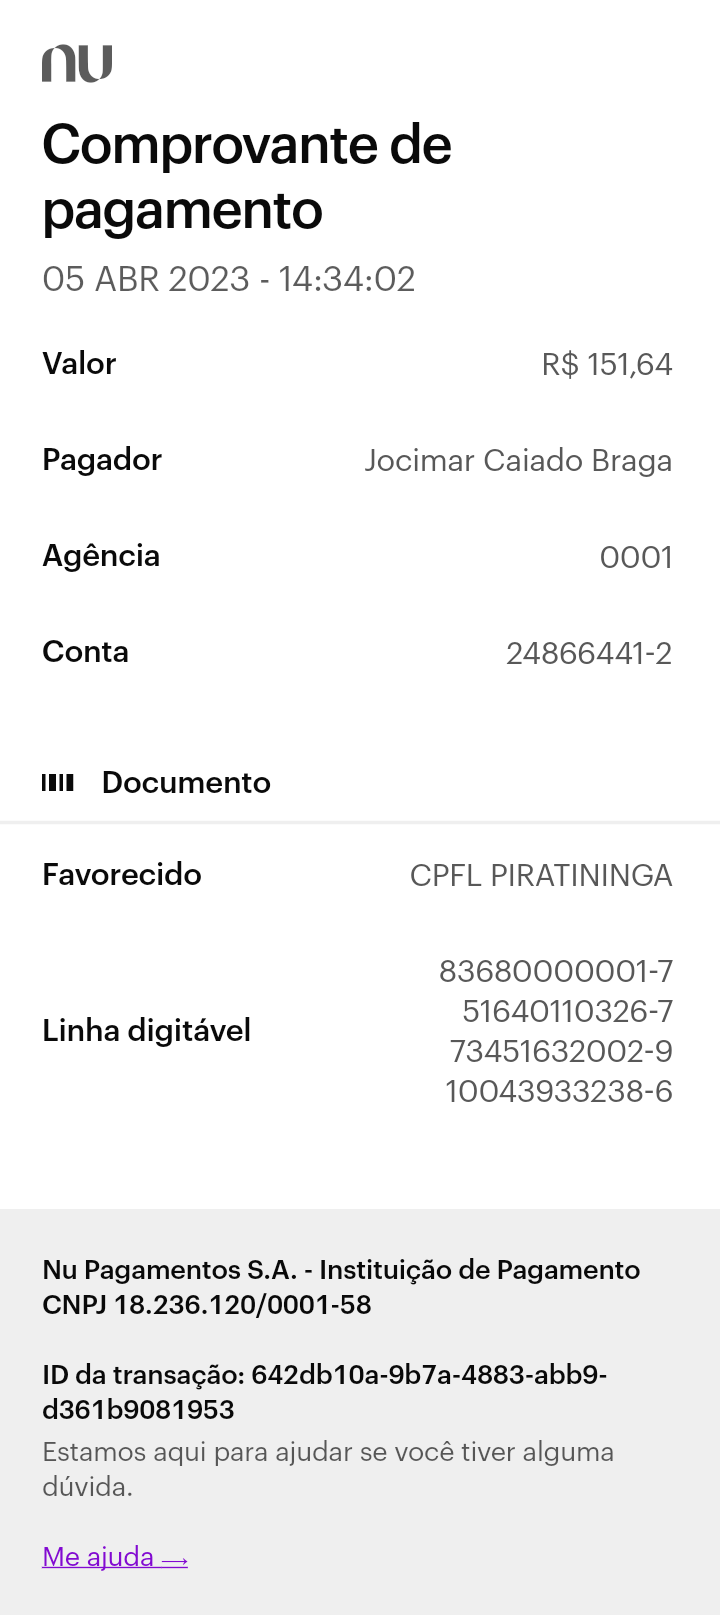 nu
Comprovante de
pagamento
05 ABR 2023 - 14:34:02
Valor R$ 151,64
Pagador Jocimar Caiado Braga
Agência 0001
Conta 24866441-2
Documento
Favorecido CPFL PIRATININGA
Linha digitável 83680000001-7
51640110326-7
73451632002-9
10043933238-6
Nu Pagamentos S.A. - Instituição de Pagamento
CNPJ 18.236.120/0001-58
ID da transação: 642db10a-9b7a-4883-abb9-
d361b9081953
Estamos aqui para ajudar se você tiver alguma
dúvida.
Me ajuda ⟶